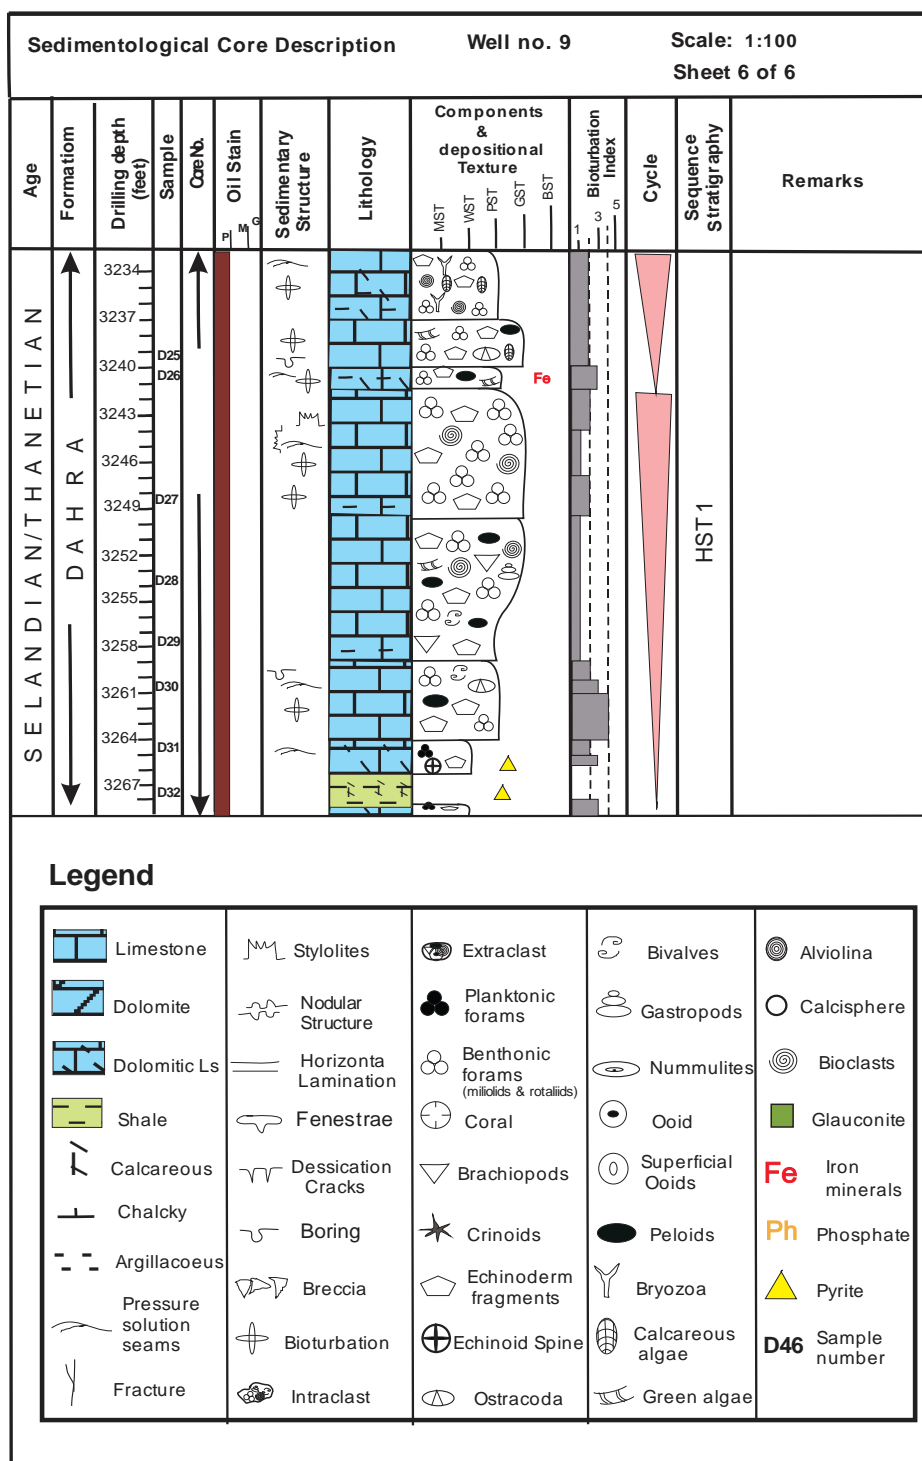 Sedimentological Core Description
Well no. 9
Scale: 1:100
Sheet 6 of 6
Age
Formatiom
Drilling depth
(feet)
Sample
Core No.
Oil Stain
P
M
G
Sedimentary
Structure
Lithology
Components
&
depositional
Texture
MST
WST
PST
GST
BST
Bioturbation
Index
1
3
5
Cycle
Sequence
Stratigraphy
Remarks
SELANDIAN/THANETIAN
DAHRA
3234
3237
3240
3243
3246
3249
3252
3255
3258
3261
3264
3267
D25
D26
D27
D28
D29
D30
D31
D32
Fe
HST 1
Legend
Limestone
Dolomite
Dolomitic Ls
Shale
Calcareous
Chalcky
Argillacoeus
Pressure
solution
seams
Fracture
Stylolites
Nodular
Structure
Horizonta
Lamination
Fenestrae
Dessication
Cracks
Boring
Breccia
Bioturbation
Intraclast
Extraclast
Planktonic
forams
Benthonic
forams
(miliolids & rotaliids)
Coral
Brachiopods
Crinoids
Echinoderm
fragments
Echinoid Spine
Ostracoda
Bivalves
Gastropods
Nummulites
Ooid
Superficial
Ooids
Peloids
Bryozoa
Calcareous
algae
Green algae
Alviolina
Calcisphere
Bioclasts
Glauconite
Fe Iron
minerals
Ph Phosphate
Pyrite
D46 Sample
number